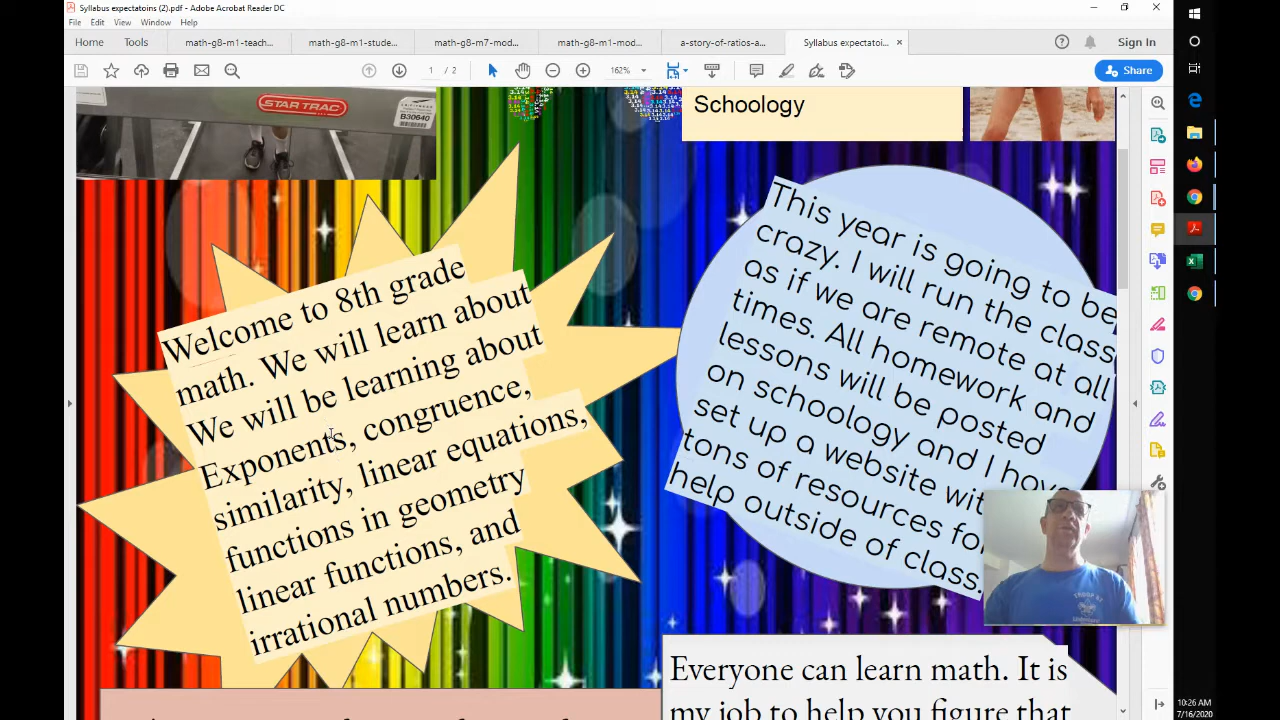 Syllabus expectatoins (2).pdf - Adobe Acrobat Reader DC
File Edit View Window Help
Home Tools math-g8-m1-teach... math-g8-m1-stude... math-g8-m7-mod... math-g8-m1-mod... a-story-of-ratios-a... Syllabus expectatoi... Sign In
1 / 2 162% Share
STAR TRAC
B30640
Schoology
Welcome to 8th grade
math. We will learn about
We will be learning about
Exponents, congruence,
similarity, linear equations,
functions in geometry
linear functions, and
irrational numbers.
This year is going to be
crazy. I will run the class
as if we are remote at all
times. All homework and
lessons will be posted
on schoology and I have
set up a website
tons of resources
help outside of class.
Everyone can learn math. It is
my job to help you figure that
10:26 AM
7/16/2020